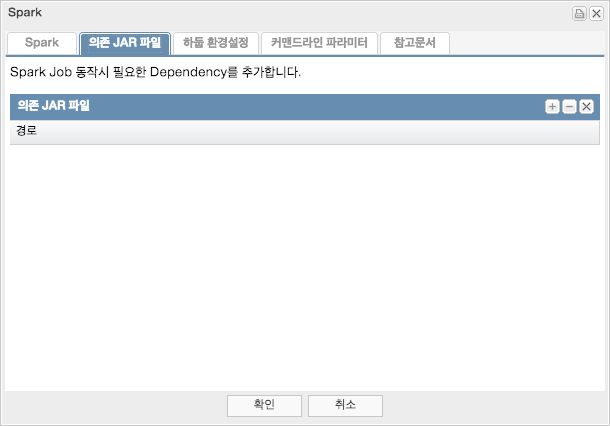 Spark
Spark 의존 JAR 파일 하둘 환경설정 커맨드라인 파라미터 참고문서
Spark Job 동작시 필요한 Dependency를 추가합니다.
의존 JAR 파일
경로
확인 취소